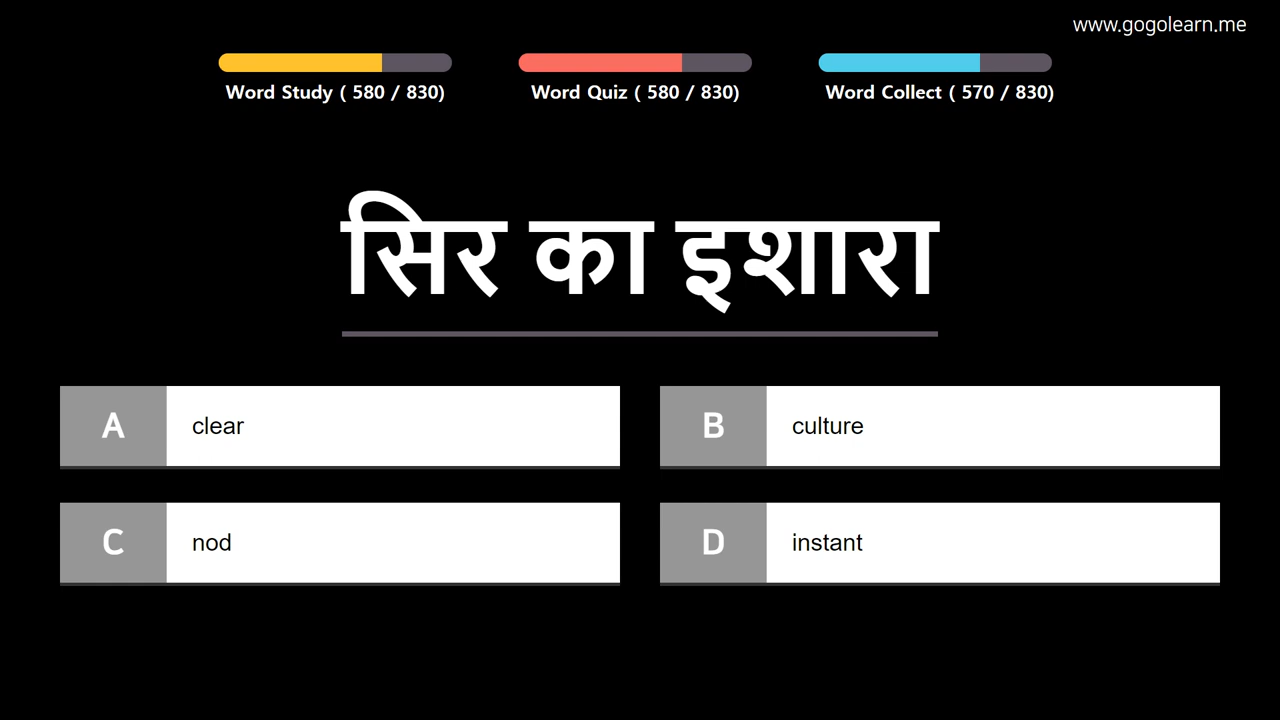 www.gogolearn.me
Word Study ( 580 / 830)
Word Quiz ( 580 / 830)
Word Collect ( 570 / 830)
सिर का इशारा
A clear
B culture
C nod
D instant